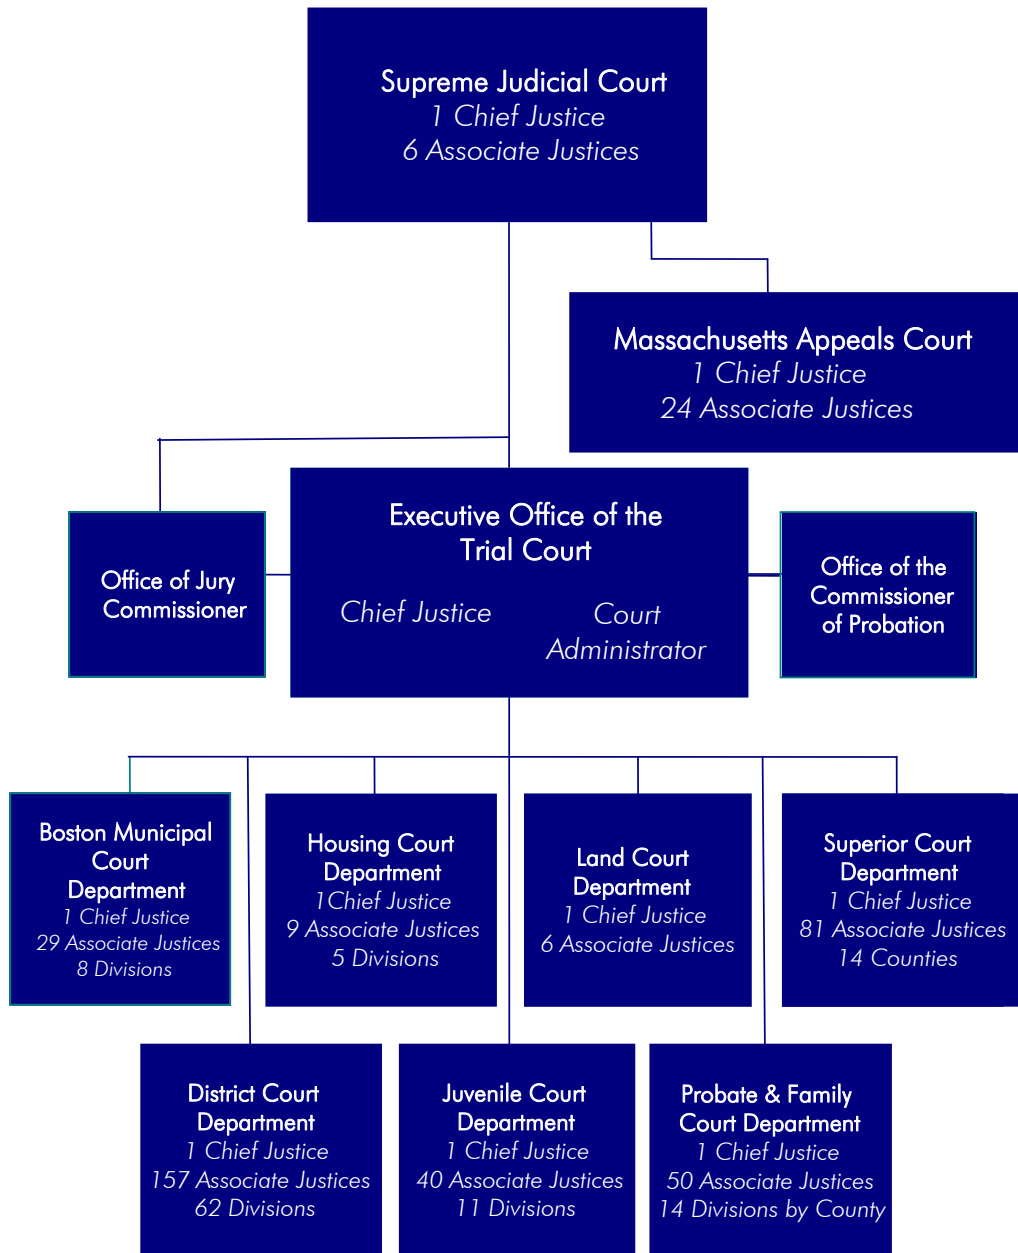 Supreme Judicial Court
1 Chief Justice
6 Associate Justices
Massachusetts Appeals Court
1 Chief Justice
24 Associate Justices
Executive Office of the
Trial Court
Chief Justice
Court
Administrator
Office of Jury
Commissioner
Office of the
Commissioner
of Probation
Boston Municipal
Court
Department
1 Chief Justice
29 Associate Justices
8 Divisions
Housing Court
Department
1Chief Justice
9 Associate Justices
5 Divisions
Land Court
Department
1 Chief Justice
6 Associate Justices
Superior Court
Department
1 Chief Justice
81 Associate Justices
14 Counties
District Court
Department
1 Chief Justice
157 Associate Justices
62 Divisions
Juvenile Court
Department
1 Chief Justice
40 Associate Justices
11 Divisions
Probate & Family
Court Department
1 Chief Justice
50 Associate Justices
14 Divisions by County